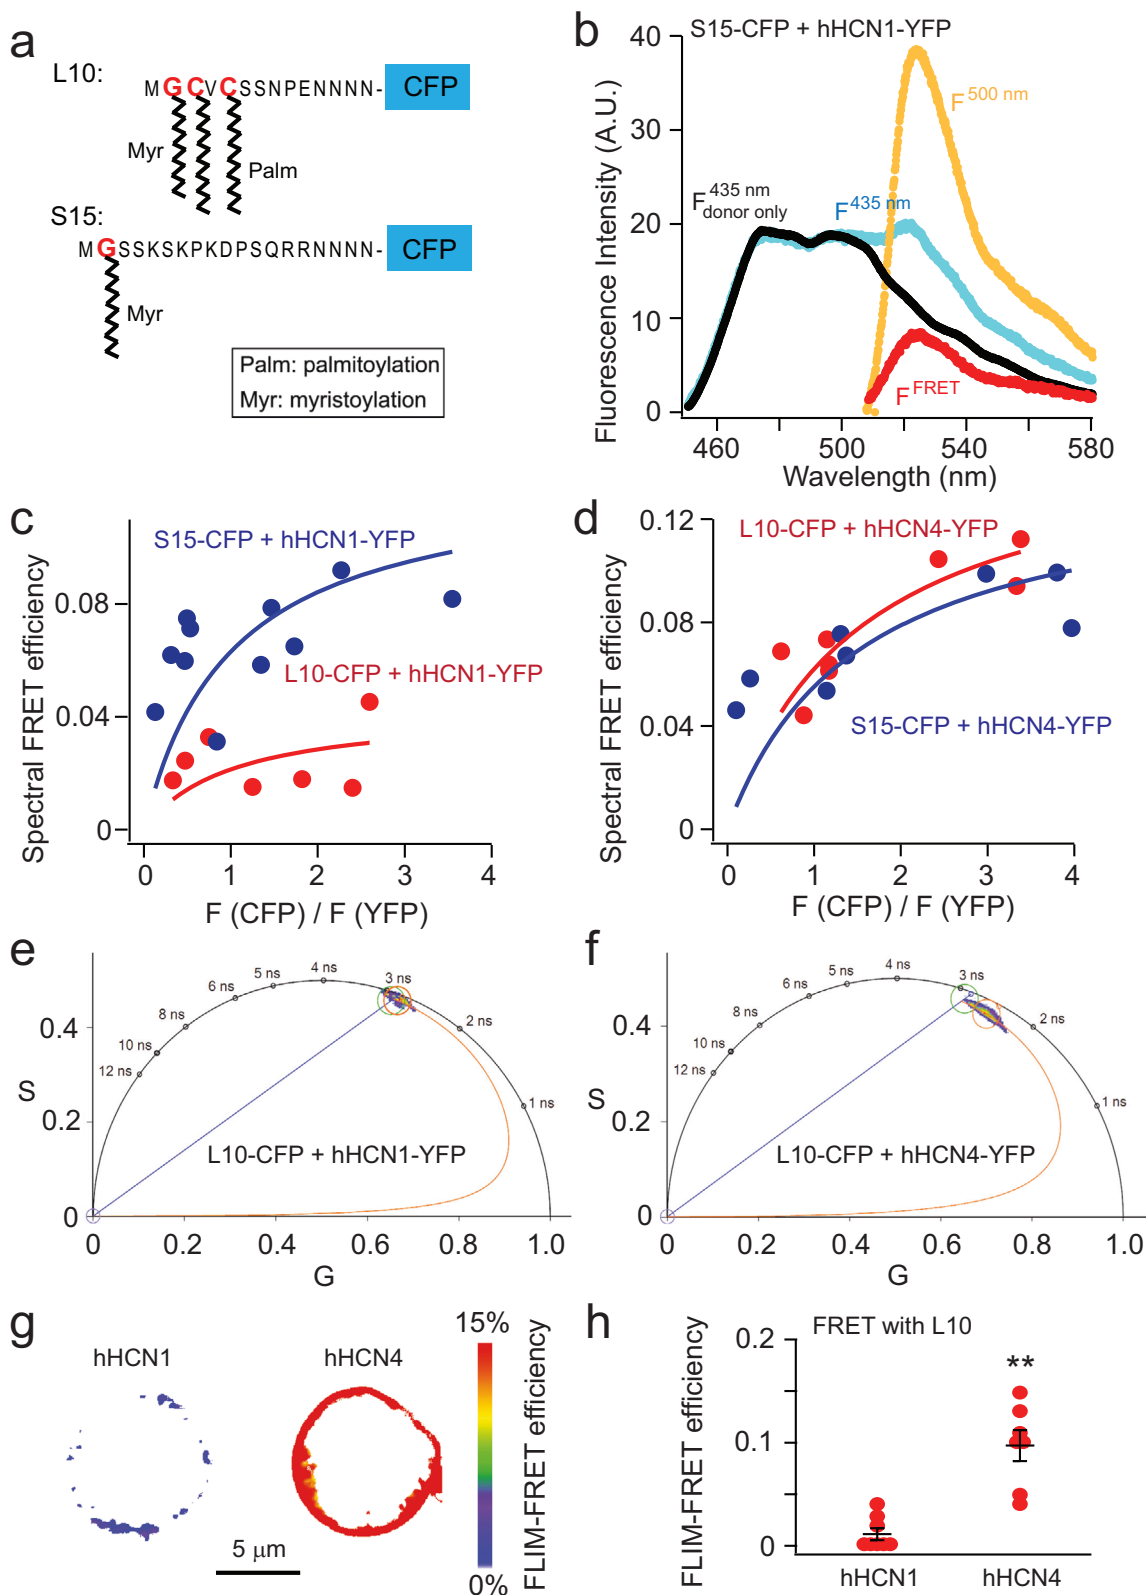 a
L10:
MGCVCSSNPENNNN-
CFP
Myr
Palm
S15:
MGSSKSKPKDPSQRRNNNN-
CFP
Myr
Palm: palmitoylation
Myr: myristoylation
b
S15-CFP + hHCN1-YFP
Fluorescence Intensity (A.U.)
40
30
20
10
0
F 500 nm
F 435 nm donor only
F 435 nm
F FRET
460
500
540
580
Wavelength (nm)
c
Spectral FRET efficiency
0.08
0.04
0
S15-CFP + hHCN1-YFP
L10-CFP + hHCN1-YFP
0
1
2
3
4
F (CFP) / F (YFP)
d
Spectral FRET efficiency
0.12
0.08
0.04
0
L10-CFP + hHCN4-YFP
S15-CFP + hHCN4-YFP
0
1
2
3
4
F (CFP) / F (YFP)
e
S
0.4
0.2
0
12 ns
10 ns
8 ns
6 ns
5 ns
4 ns
3 ns
2 ns
1 ns
L10-CFP + hHCN1-YFP
0
0.2
0.4
0.6
0.8
1.0
G
f
S
0.4
0.2
0
12 ns
10 ns
8 ns
6 ns
5 ns
4 ns
3 ns
2 ns
1 ns
L10-CFP + hHCN4-YFP
0
0.2
0.4
0.6
0.8
1.0
G
g
hHCN1
hHCN4
5 μm
15%
0%
FLIM-FRET efficiency
h
FRET with L10
FLIM-FRET efficiency
0.2
0.1
0
**
hHCN1
hHCN4